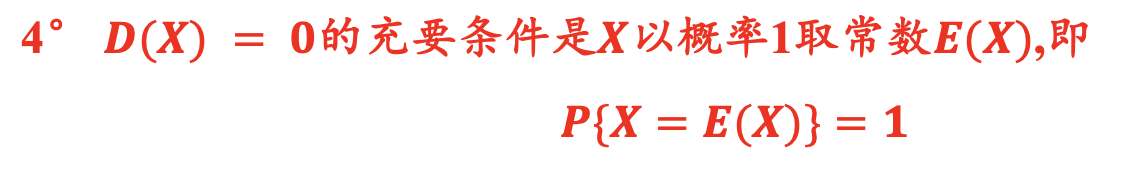 4° D(X) = 0的充要条件是X以概率1取常数E(X),即
P{X = E(X)} = 1